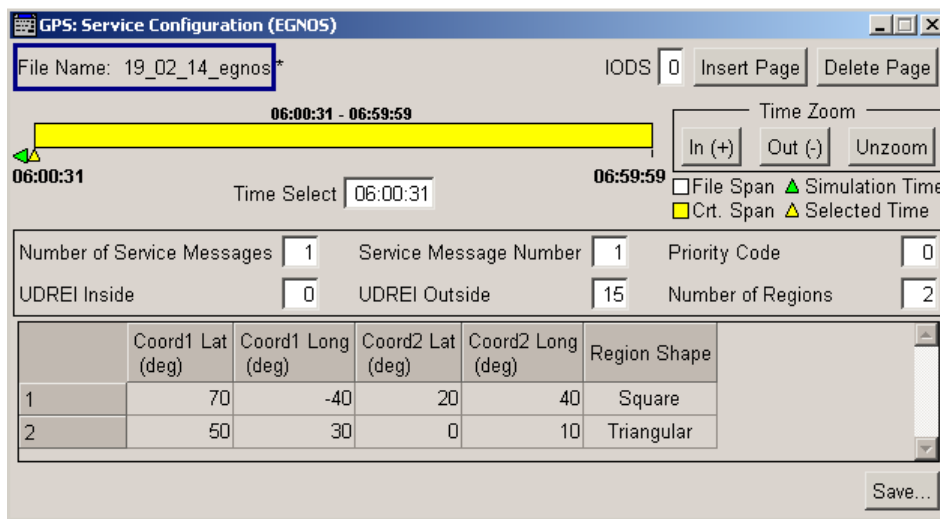 GPS: Service Configuration (EGNOS)
File Name: 19_02_14_egnos*
IODS 0 Insert Page Delete Page
06:00:31 - 06:59:59
Time Zoom
In (+) Out (-) Unzoom
06:00:31
06:59:59
Time Select 06:00:31
File Span Simulation Time
Crt. Span Selected Time
Number of Service Messages 1 Service Message Number 1 Priority Code 0
UDREI Inside 0 UDREI Outside 15 Number of Regions 2
Coord1 Lat (deg) Coord1 Long (deg) Coord2 Lat (deg) Coord2 Long (deg) Region Shape
1 70 -40 20 40 Square
2 50 30 0 10 Triangular
Save...